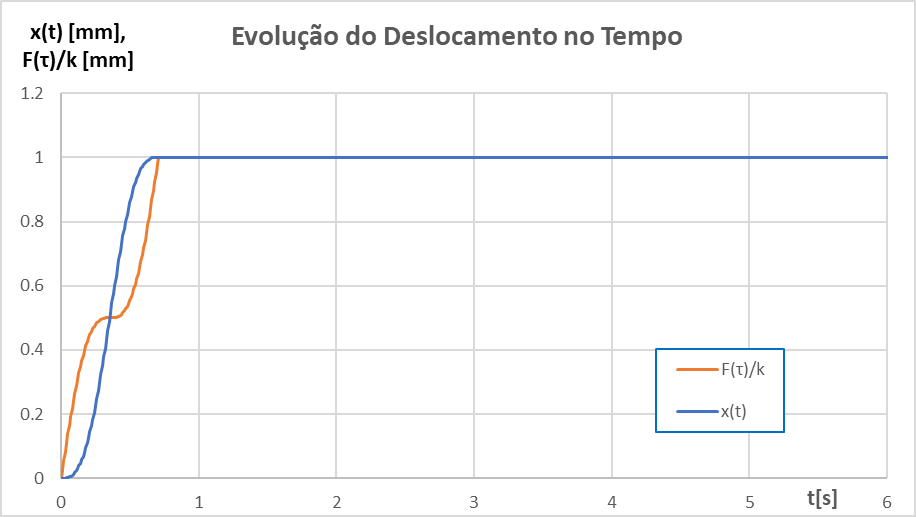 x(t) [mm],
F(τ)/k [mm]
Evolução do Deslocamento no Tempo
1.2
1
0.8
0.6
0.4
0.2
0
0 1 2 3 4 5 6
t[s]
F(τ)/k
x(t)